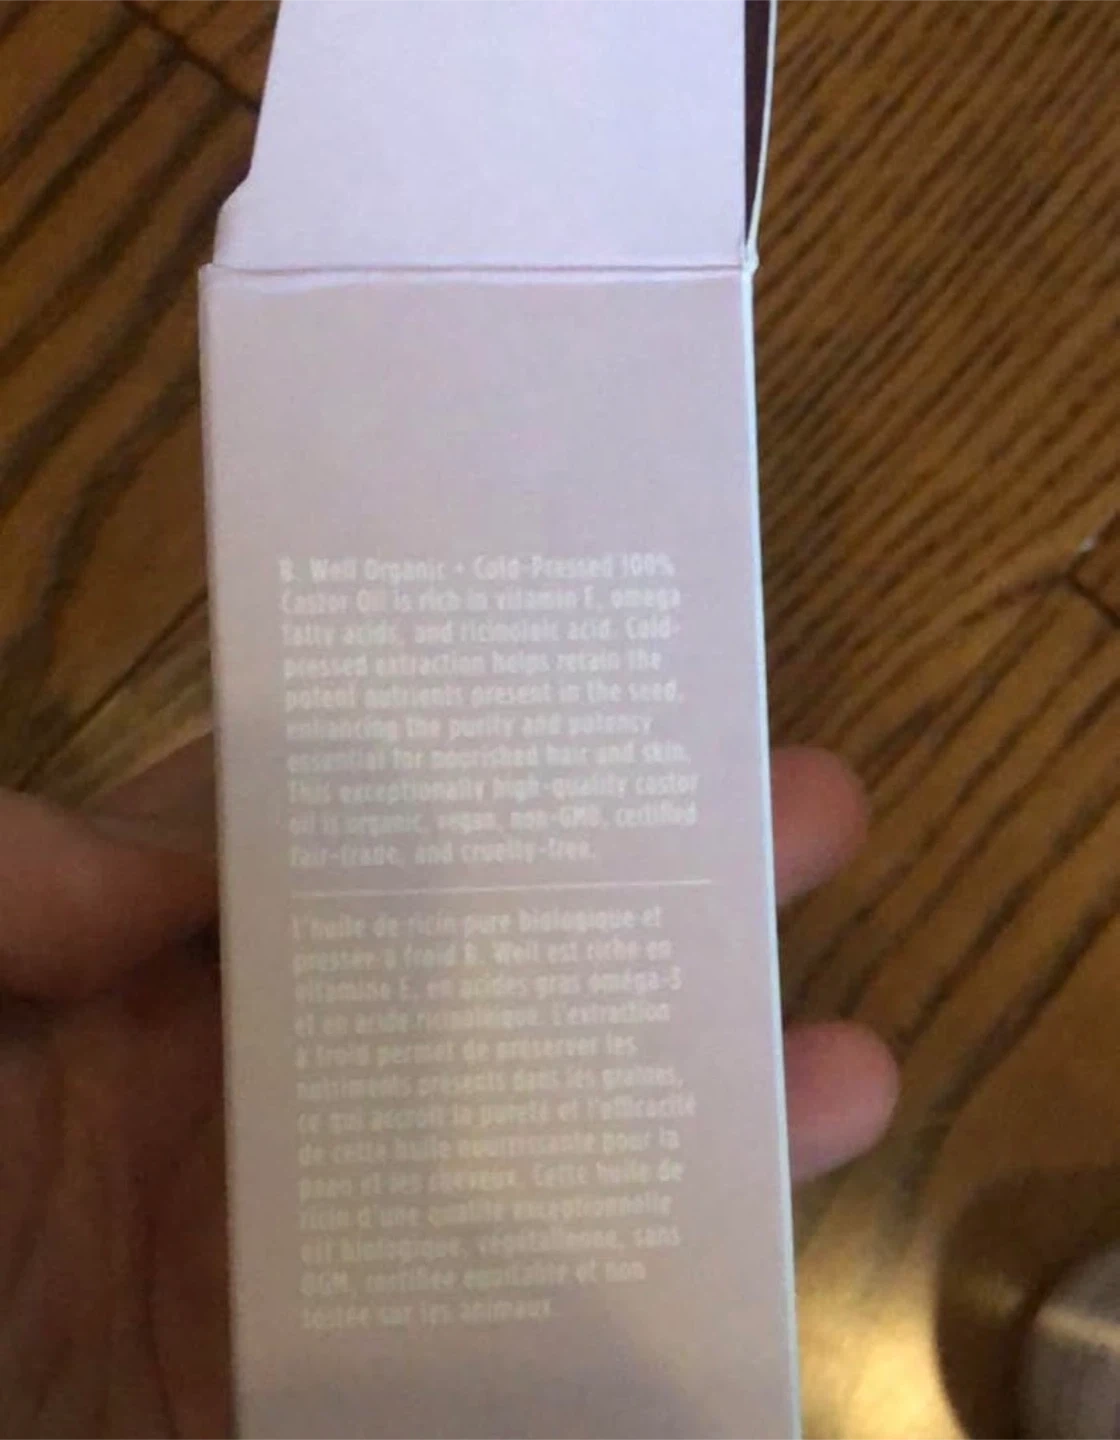 B. Well Organic + Cold-Pressed 100%
Castor Oil is rich in vitamin E, omega
fatty acids, and ricinoleic acid. Cold-
pressed extraction helps retain the
potent nutrients present in the seed,
enhancing the purity and potency
essential for nourished hair and skin.
This exceptionally high-quality castor
oil is organic, vegan, non-GMO, certified
fair-trade, and cruelty-free.
L'huile de ricin pure biologique et
pressée à froid B. Well est riche en
vitamine E, en acides gras oméga-3
et en acide ricinoléique. L'extraction
à froid permet de préserver les
nutriments présents dans les graines,
ce qui accroît la pureté et l'efficacité
de cette huile nourrissante pour la
peau et les cheveux. Cette huile de
ricin d'une qualité exceptionnelle
est biologique, végétalienne, sans
OGM, certifiée équitable et non
testée sur les animaux.